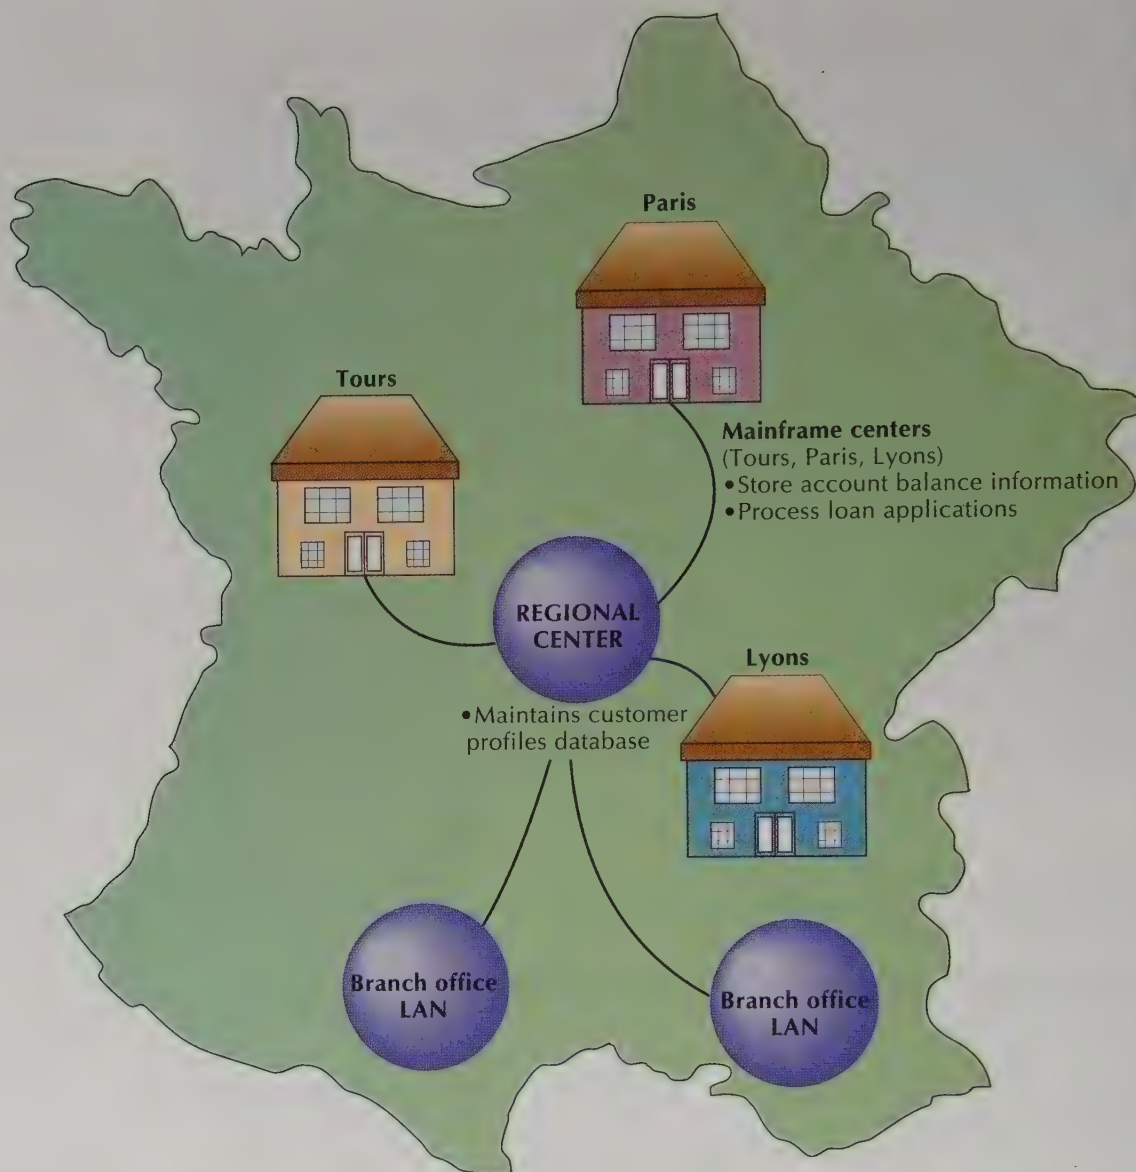 Paris
Tours
Mainframe centers
(Tours, Paris, Lyons)
•Store account balance information
•Process loan applications
REGIONAL
CENTER
Lyons
•Maintains customer
profiles database
Branch office
LAN
Branch office
LAN